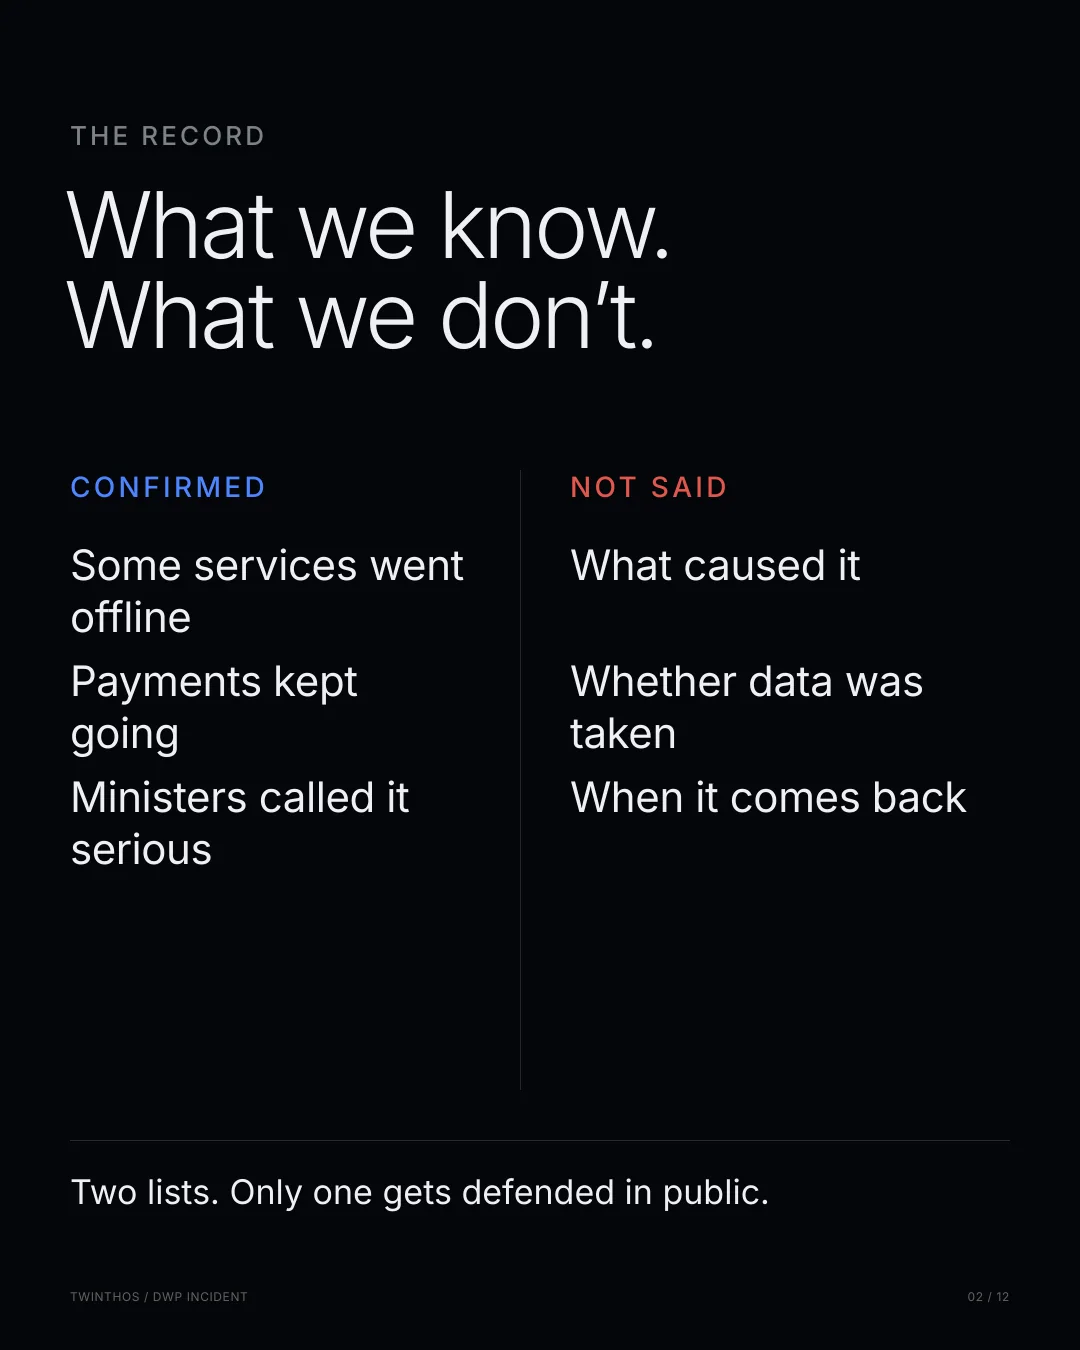 THE RECORD
What we know.
What we don’t.
CONFIRMED
Some services went
offline
Payments kept
going
Ministers called it
serious
NOT SAID
What caused it
Whether data was
taken
When it comes back
Two lists. Only one gets defended in public.
TWINTHOS / DWP INCIDENT
02 / 12